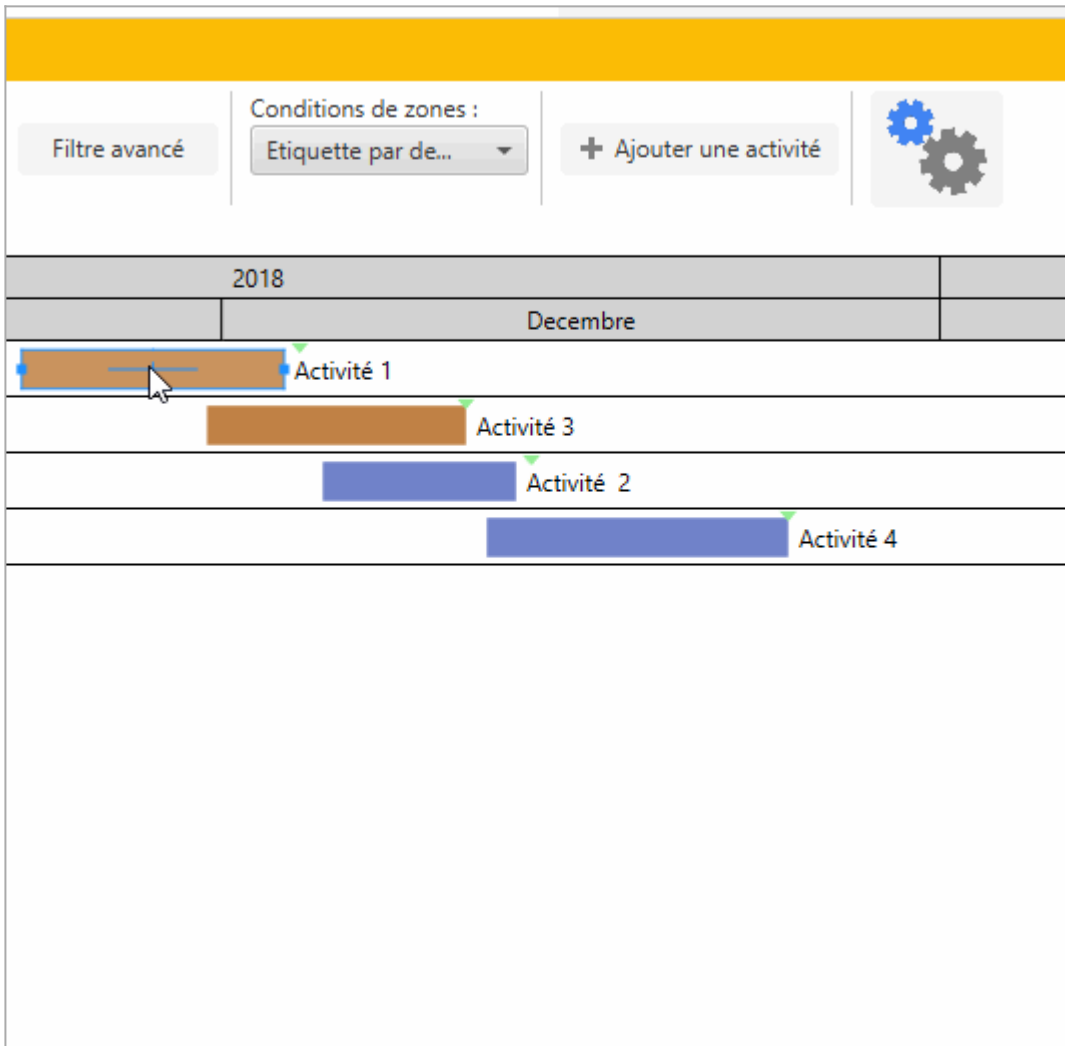 Conditions de zones :
Filtre avancé
Etiquette par de...
+ Ajouter une activité
2018
Decembre
Activité 1
Activité 3
Activité  2
Activité 4